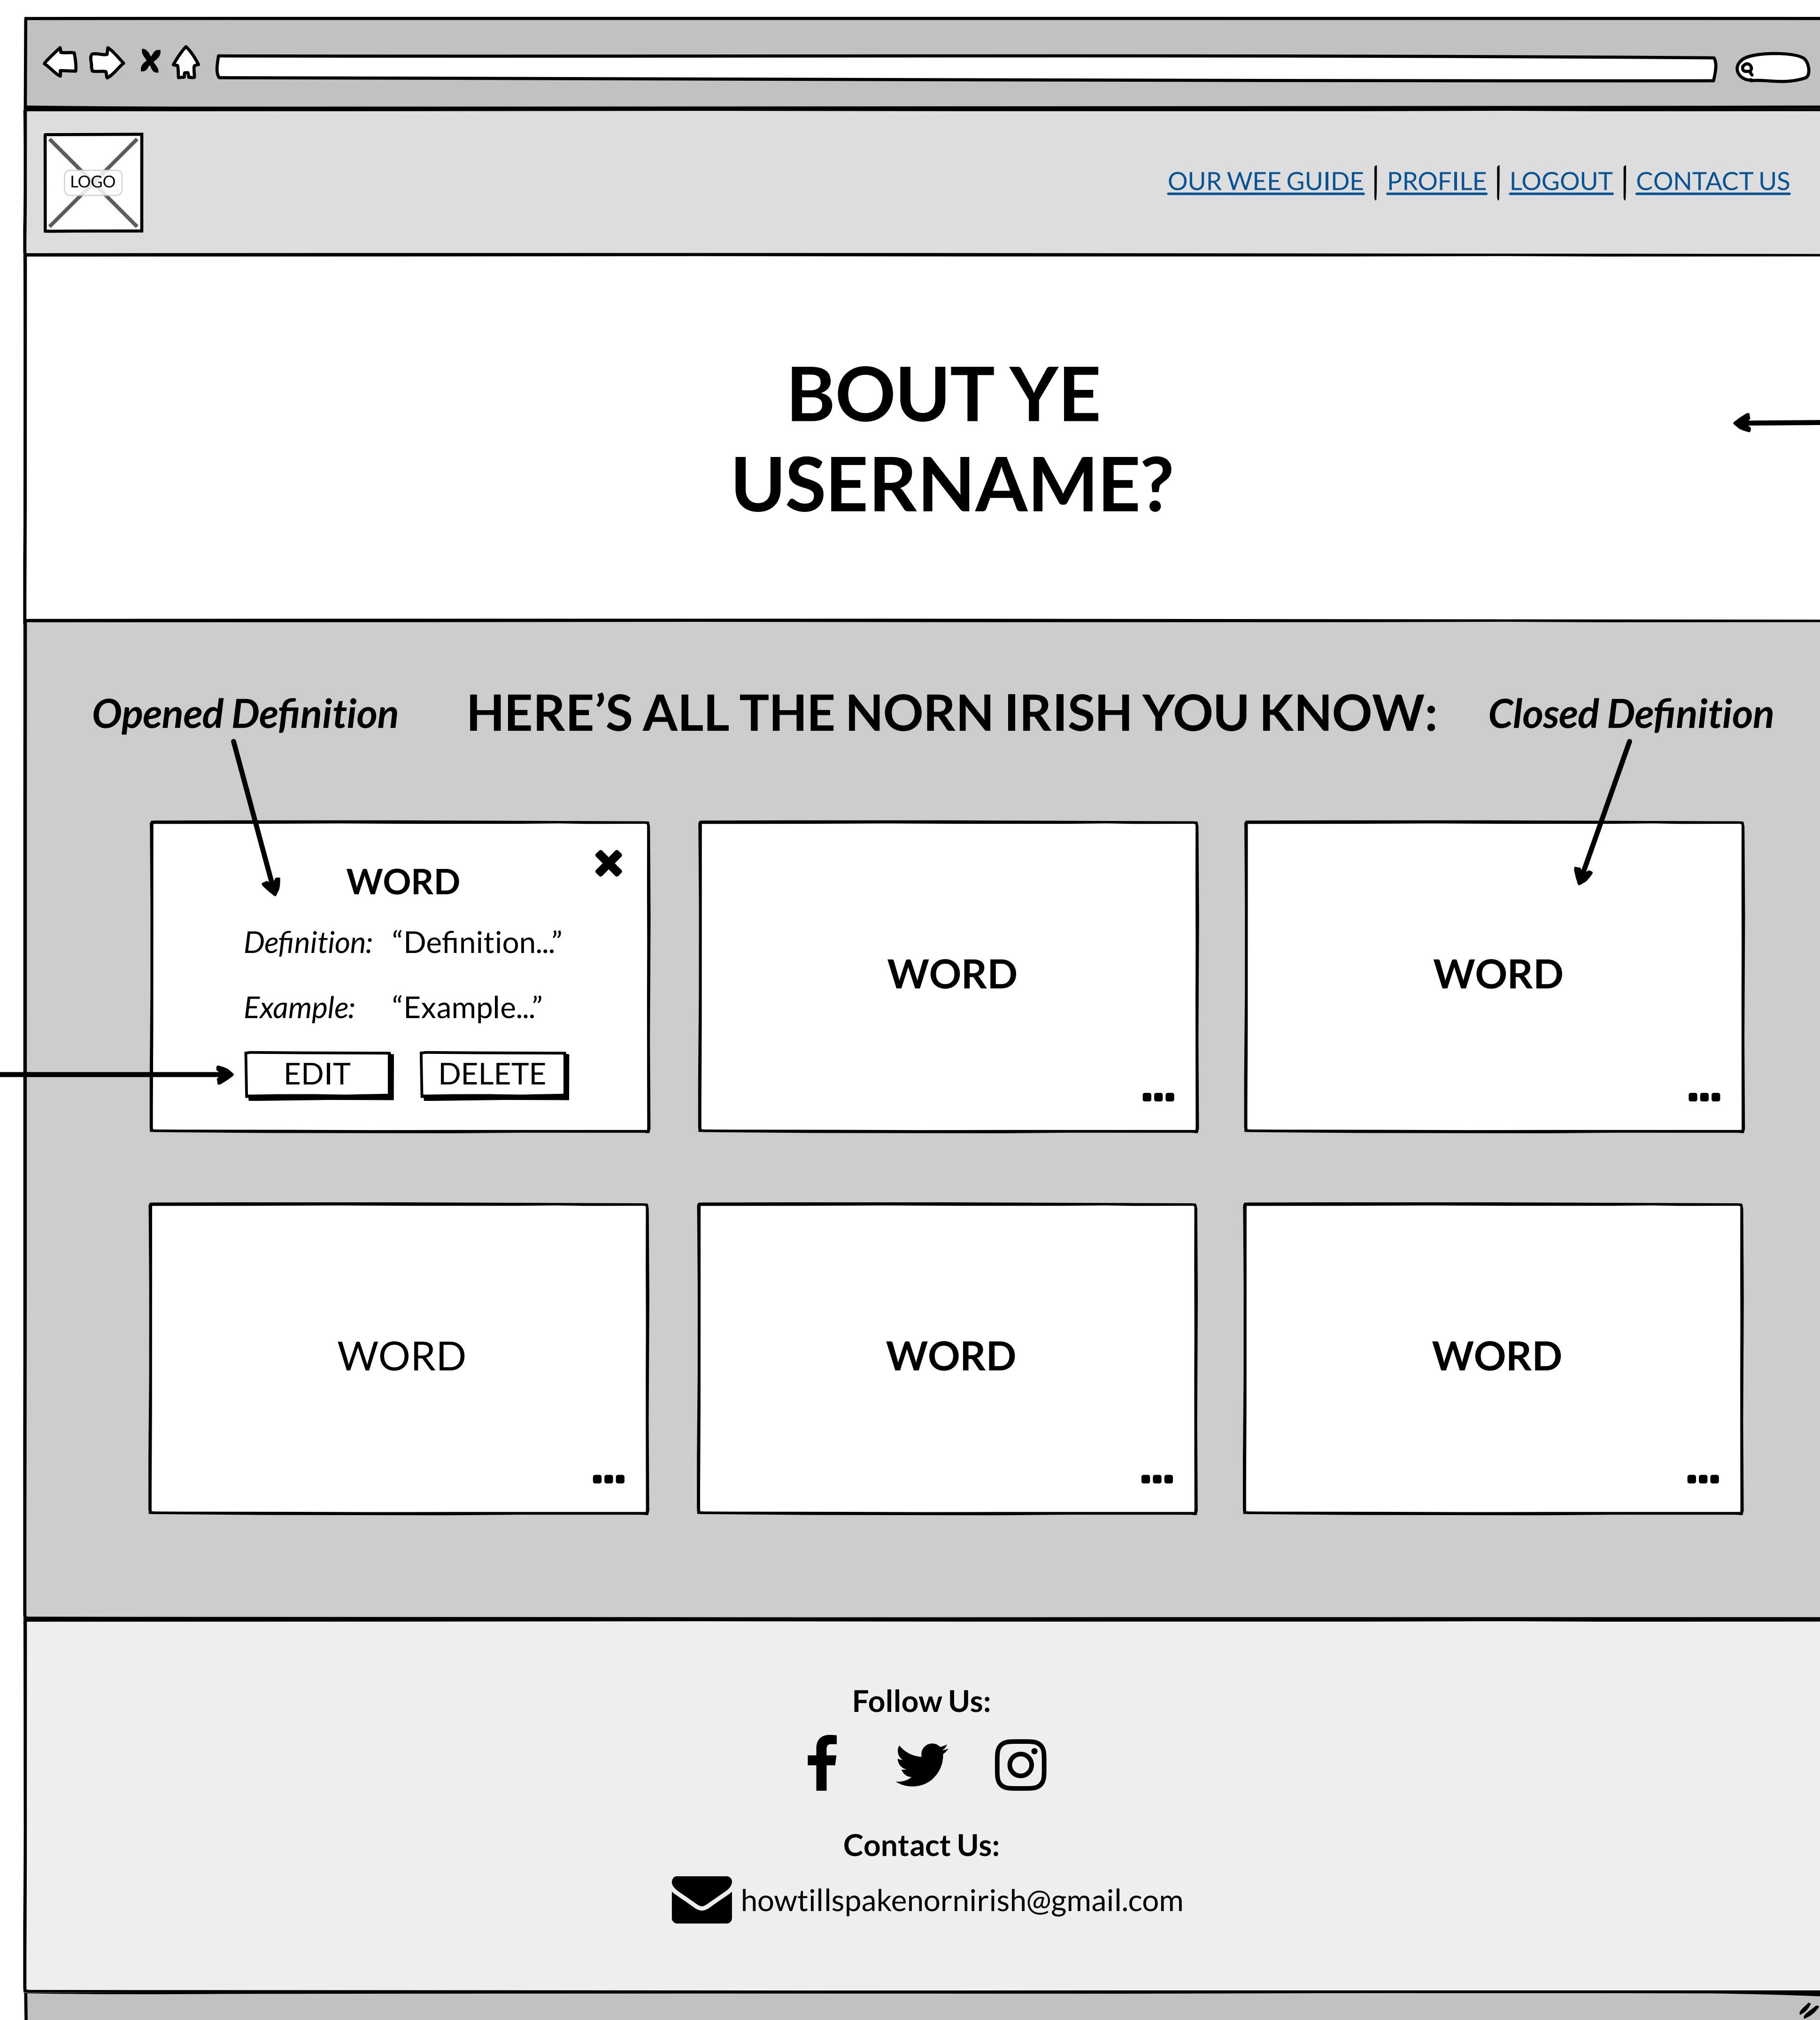 LOGO
OUR WEE GUIDE | PROFILE | LOGOUT | CONTACT US
BOUT YE
USERNAME?
Opened Definition
HERE’S ALL THE NORN IRISH YOU KNOW:
Closed Definition
WORD
Definition: “Definition...”
Example: “Example...”
EDIT DELETE
WORD
WORD
WORD
WORD
WORD
Follow Us:
Contact Us:
howtillspakenornirish@gmail.com